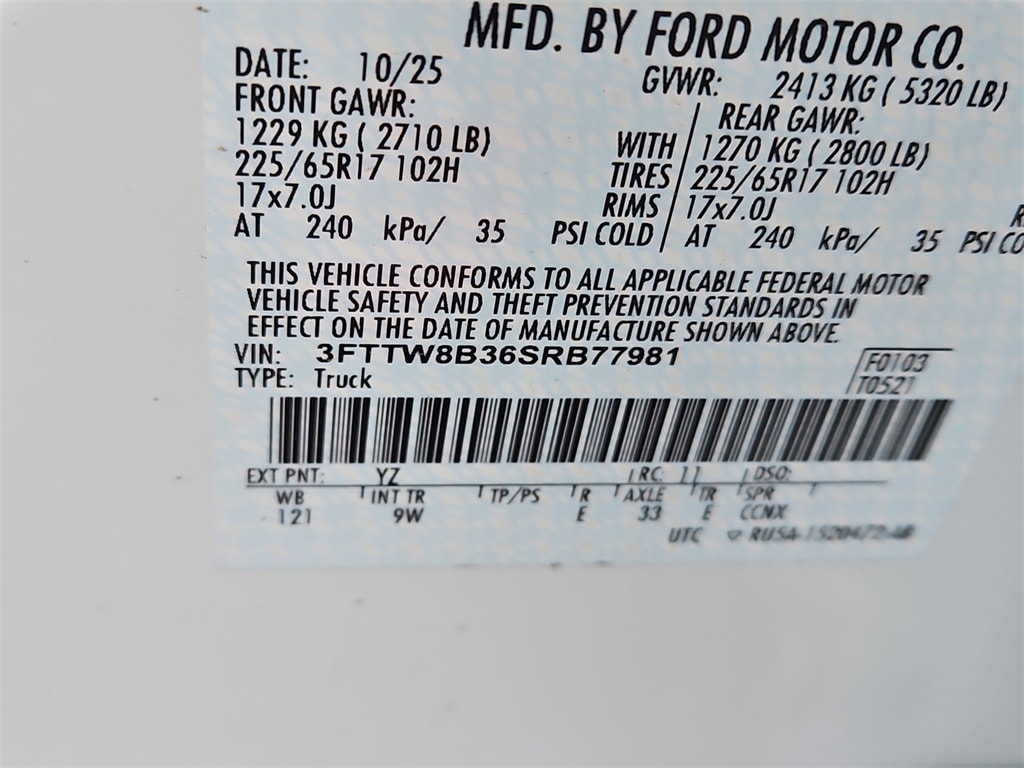 MFD. BY FORD MOTOR CO.
DATE: 10/25 GVWR: 2413 KG ( 5320 LB)
FRONT GAWR: REAR GAWR:
1229 KG ( 2710 LB) WITH 1270 KG ( 2800 LB)
225/65R17 102H TIRES 225/65R17 102H
17x7.0J RIMS 17x7.0J
AT 240 kPa/ 35 PSI COLD AT 240 kPa/ 35 PSI CO
THIS VEHICLE CONFORMS TO ALL APPLICABLE FEDERAL MOTOR
VEHICLE SAFETY AND THEFT PREVENTION STANDARDS IN
EFFECT ON THE DATE OF MANUFACTURE SHOWN ABOVE.
VIN: 3FTTW8B36SRB77981 F0103
TYPE: Truck T0521
EXT PNT: YZ RC: 11 DSO:
WB INT TR TP/PS R AXLE TR SPR
121 9W E 33 E CCNX
UTC